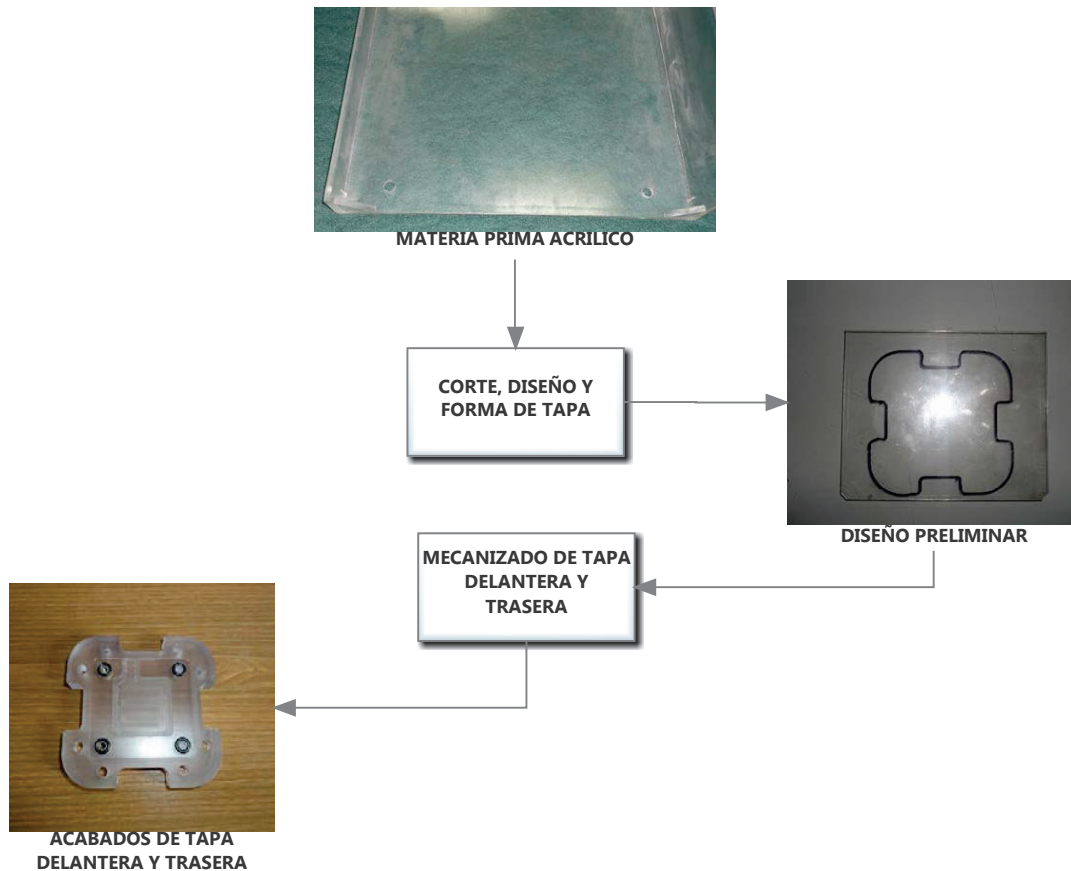 MATERIA PRIMA ACRILICO
CORTE, DISEÑO Y
FORMA DE TAPA
DISEÑO PRELIMINAR
MECANIZADO DE TAPA
DELANTERA Y
TRASERA
ACABADOS DE TAPA
DELANTERA Y TRASERA